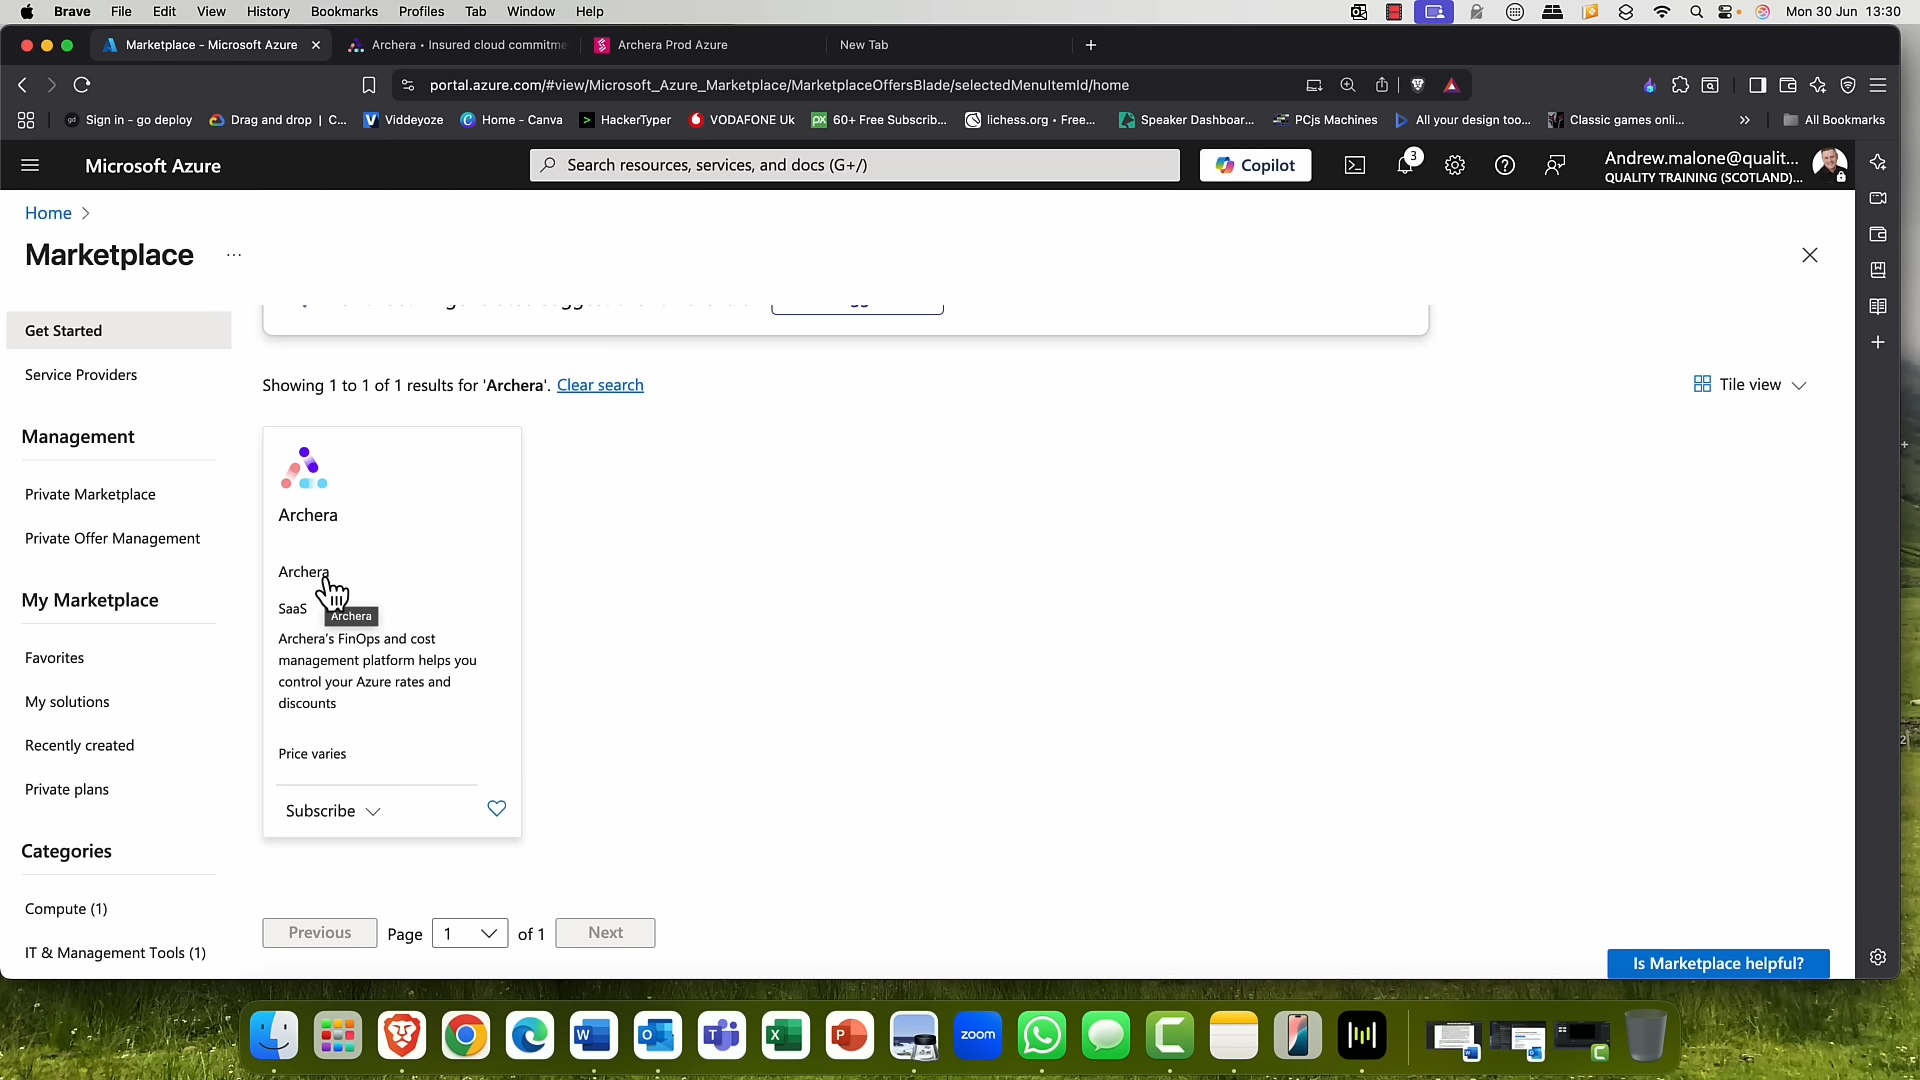 Brave File Edit View History Bookmarks Profiles Tab Window Help Mon 30 Jun 13:30
Marketplace - Microsoft Azure Archera • Insured cloud commitme Archera Prod Azure New Tab
portal.azure.com/#view/Microsoft_Azure_Marketplace/MarketplaceOffersBlade/selectedMenuItemId/home
Sign in - go deploy Drag and drop | C... Viddeyoze Home - Canva HackerTyper VODAFONE Uk 60+ Free Subscrib... lichess.org • Free... Speaker Dashboar... PCjs Machines All your design too... Classic games onli... All Bookmarks
Microsoft Azure Search resources, services, and docs (G+/) Copilot 3 Andrew.malone@qualit...
QUALITY TRAINING (SCOTLAND)...
Home
Marketplace
Get Started
Service Providers
Management
Private Marketplace
Private Offer Management
My Marketplace
Favorites
My solutions
Recently created
Private plans
Categories
Compute (1)
IT & Management Tools (1)
Showing 1 to 1 of 1 results for 'Archera'. Clear search Tile view
Archera
Archera
SaaS
Archera
Archera's FinOps and cost
management platform helps you
control your Azure rates and
discounts
Price varies
Subscribe
Previous Page 1 of 1 Next
Is Marketplace helpful?
zoom